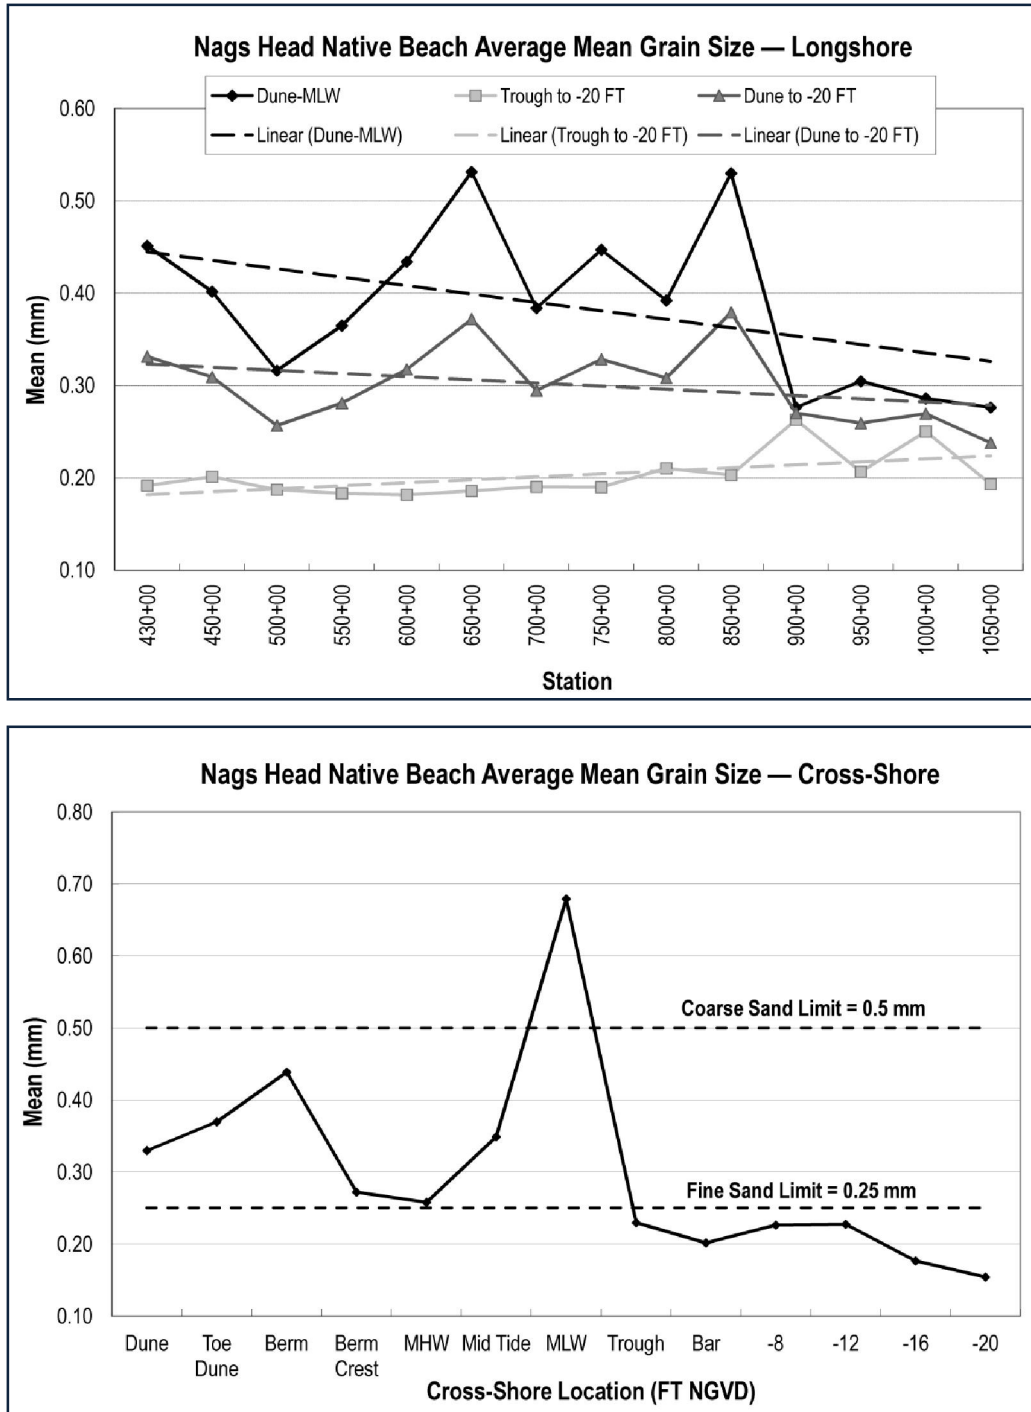 Nags Head Native Beach Average Mean Grain Size — Longshore
Dune-MLW
Trough to -20 FT
Dune to -20 FT
Linear (Dune-MLW)
Linear (Trough to -20 FT)
Linear (Dune to -20 FT)
Mean (mm)
0.60
0.50
0.40
0.30
0.20
0.10
430+00
450+00
500+00
550+00
600+00
650+00
700+00
750+00
800+00
850+00
900+00
950+00
1000+00
1050+00
Station
Nags Head Native Beach Average Mean Grain Size — Cross-Shore
Mean (mm)
0.80
0.70
0.60
0.50
0.40
0.30
0.20
0.10
Coarse Sand Limit = 0.5 mm
Fine Sand Limit = 0.25 mm
Dune
Toe
Dune
Berm
Berm
Crest
MHW
Mid Tide
MLW
Trough
Bar
-8
-12
-16
-20
Cross-Shore Location (FT NGVD)